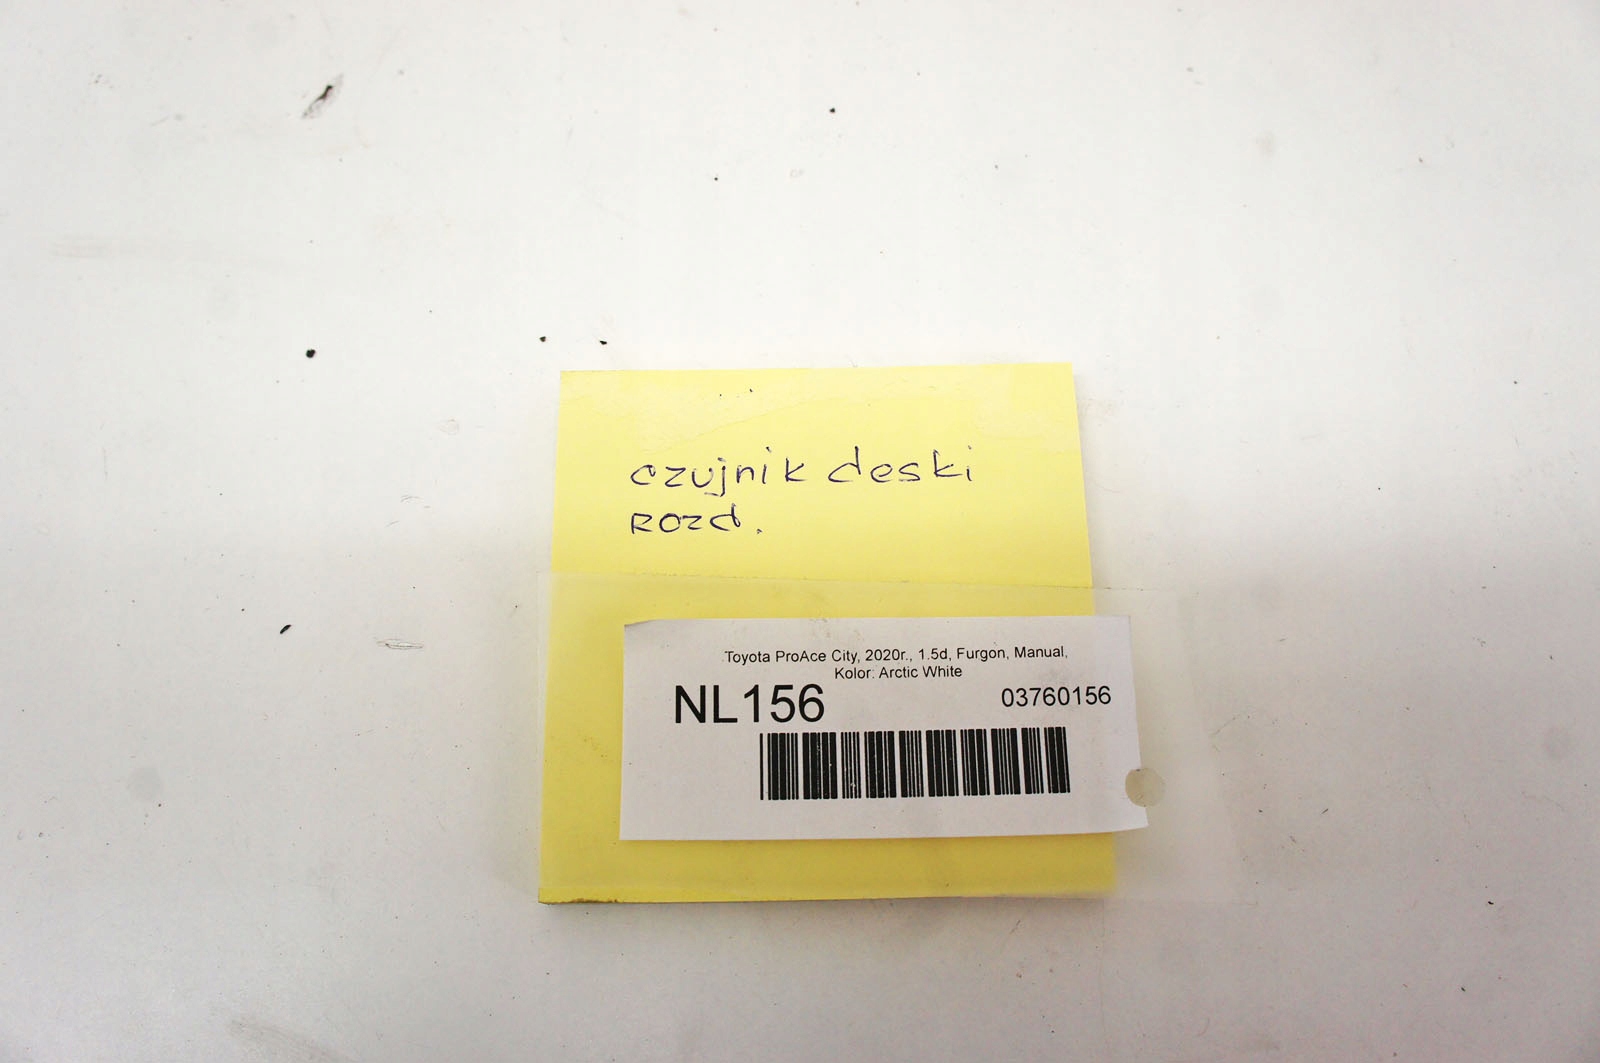 czujnik deski
rozd.
Toyota ProAce City, 2020r., 1.5d, Furgon, Manual,
Kolor: Arctic White
NL156 03760156